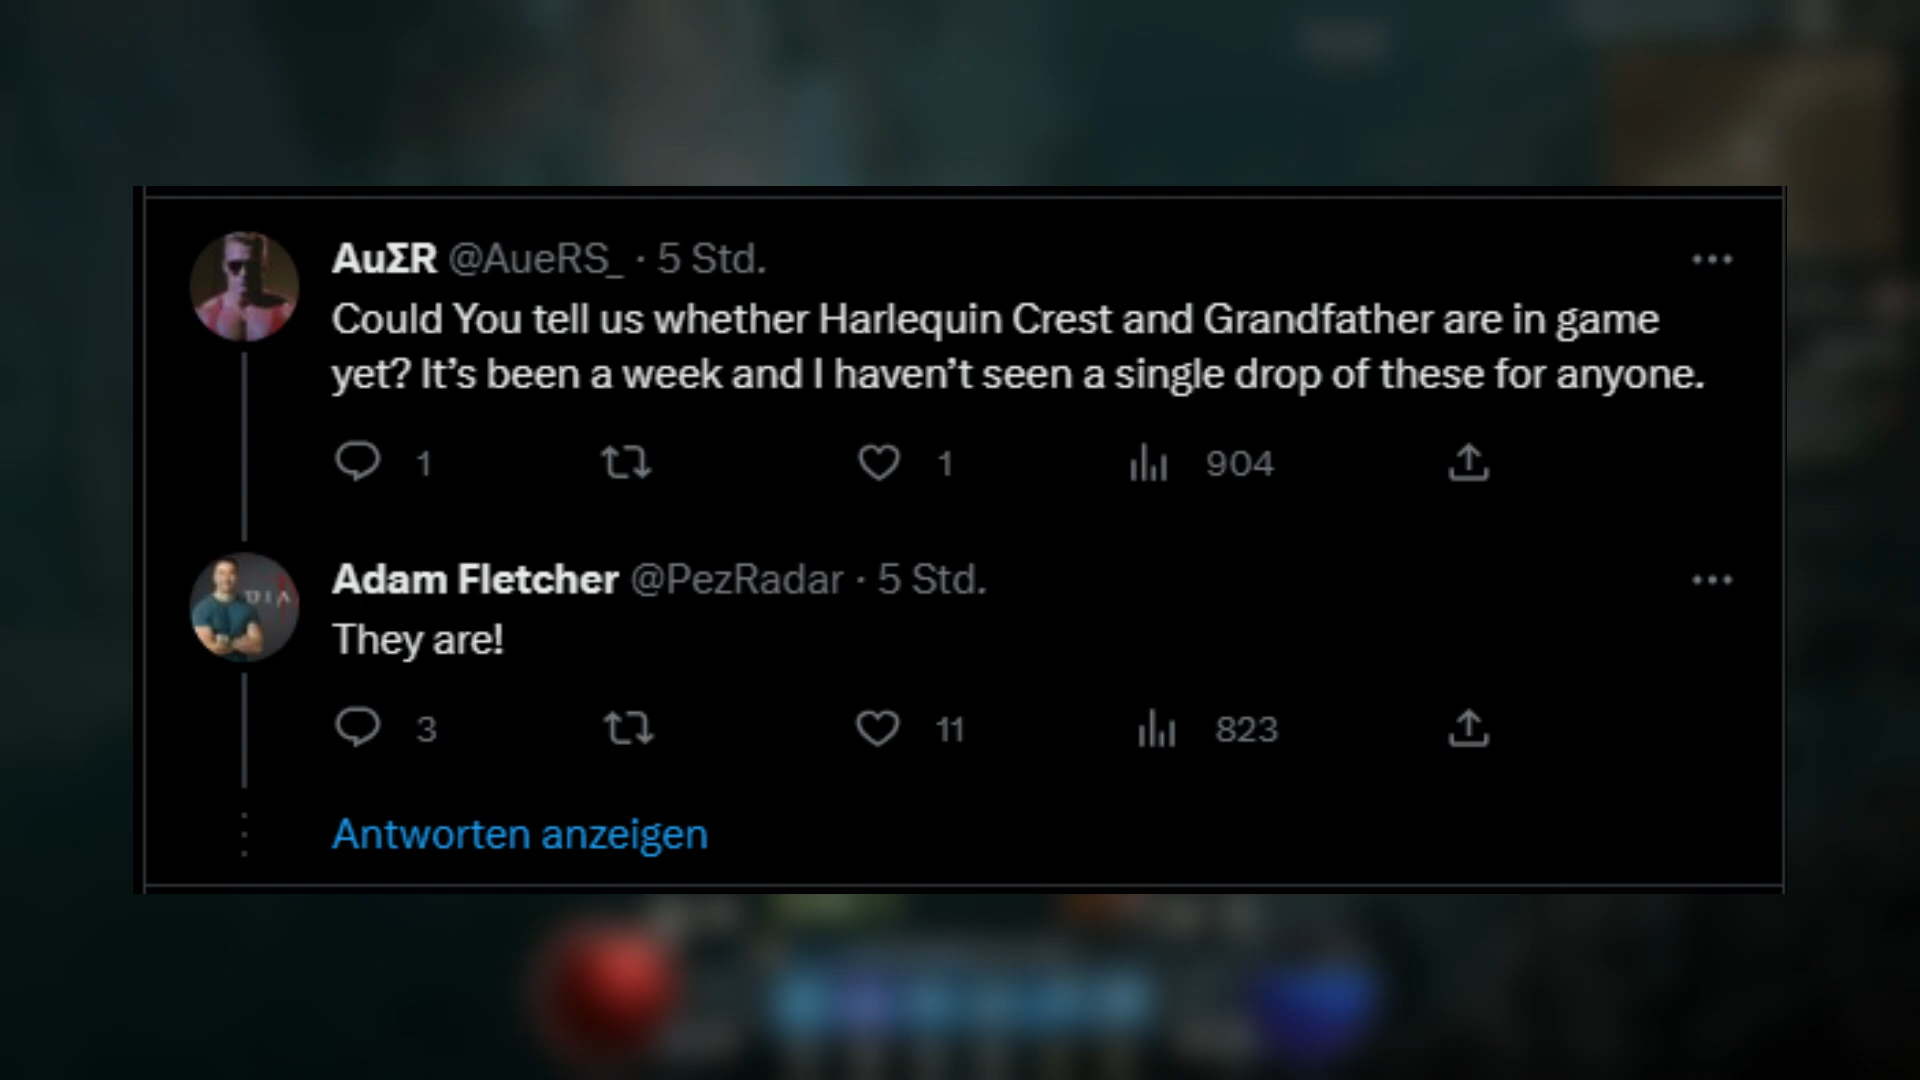 AuΣR @AueRS_ · 5 Std.
Could You tell us whether Harlequin Crest and Grandfather are in game
yet? It’s been a week and I haven’t seen a single drop of these for anyone.
1 1 904
Adam Fletcher @PezRadar · 5 Std.
DIA
They are!
3 11 823
Antworten anzeigen